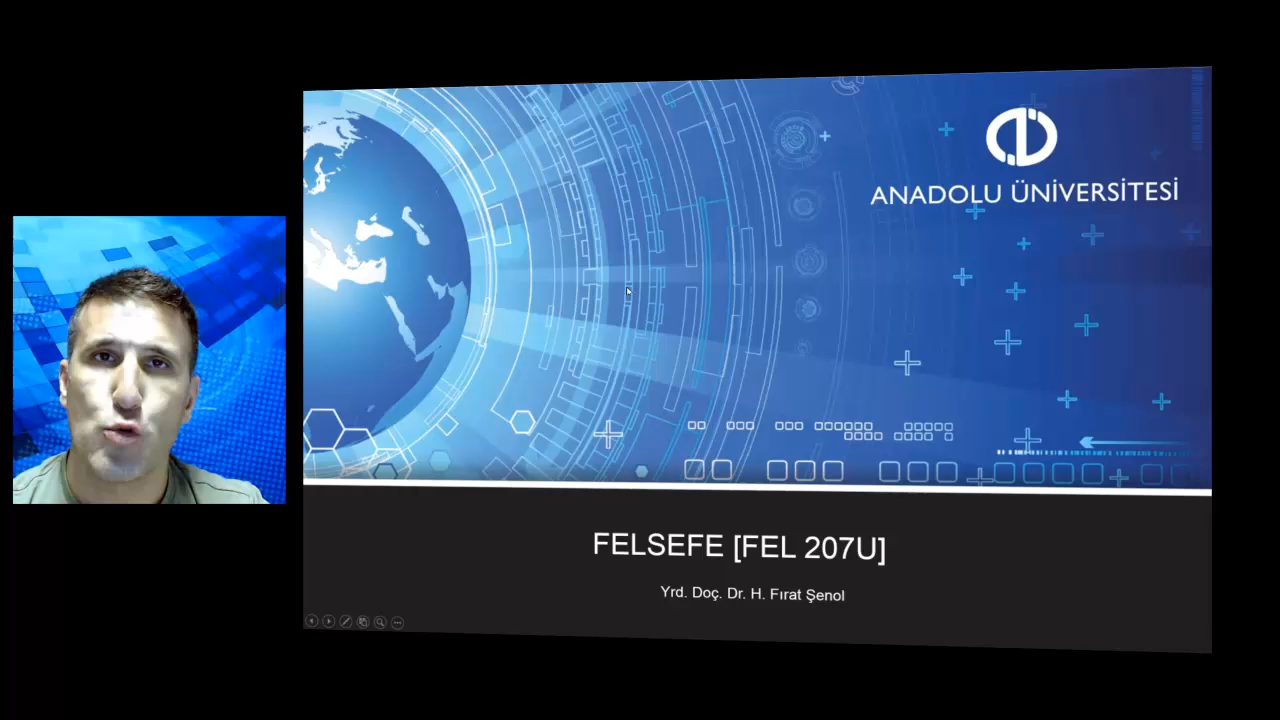 ANADOLU ÜNİVERSİTESİ
FELSEFE [FEL 207U]
Yrd. Doç. Dr. H. Fırat Şenol